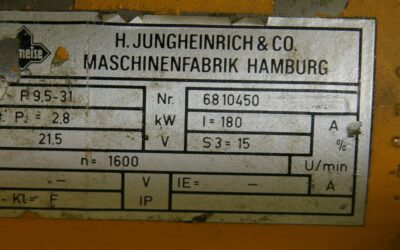 meise H. JUNGHEINRICH & CO.
MASCHINENFABRIK HAMBURG
P 9,5-31 Nr. 6810450
P₂ = 2,8 kW I = 180 A
21,5 V S3 = 15 %
n = 1600 U/min
-.- V IE = - A
-Kl.- F IP